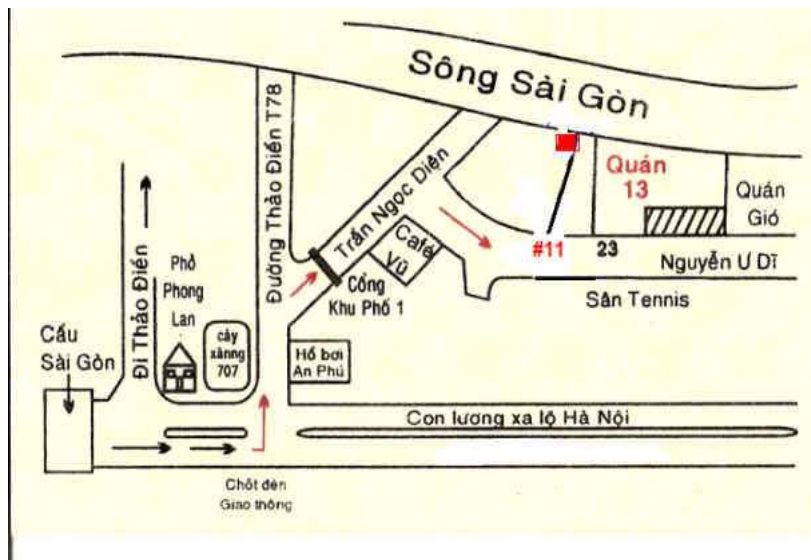 Sông Sài Gòn
Đường Thảo Điền T78
Trần Ngọc Diện
Quán
13
Quán
Gió
#11
23
Nguyễn Ư Dĩ
Café
Vũ
Cổng
Khu Phố 1
Sân Tennis
Đi Thảo Điền
Phở
Phong
Lan
Cầu
Sài Gòn
cây
xănng
707
Hồ bơi
An Phú
Con lương xa lộ Hà Nội
Chốt đèn
Giao thông